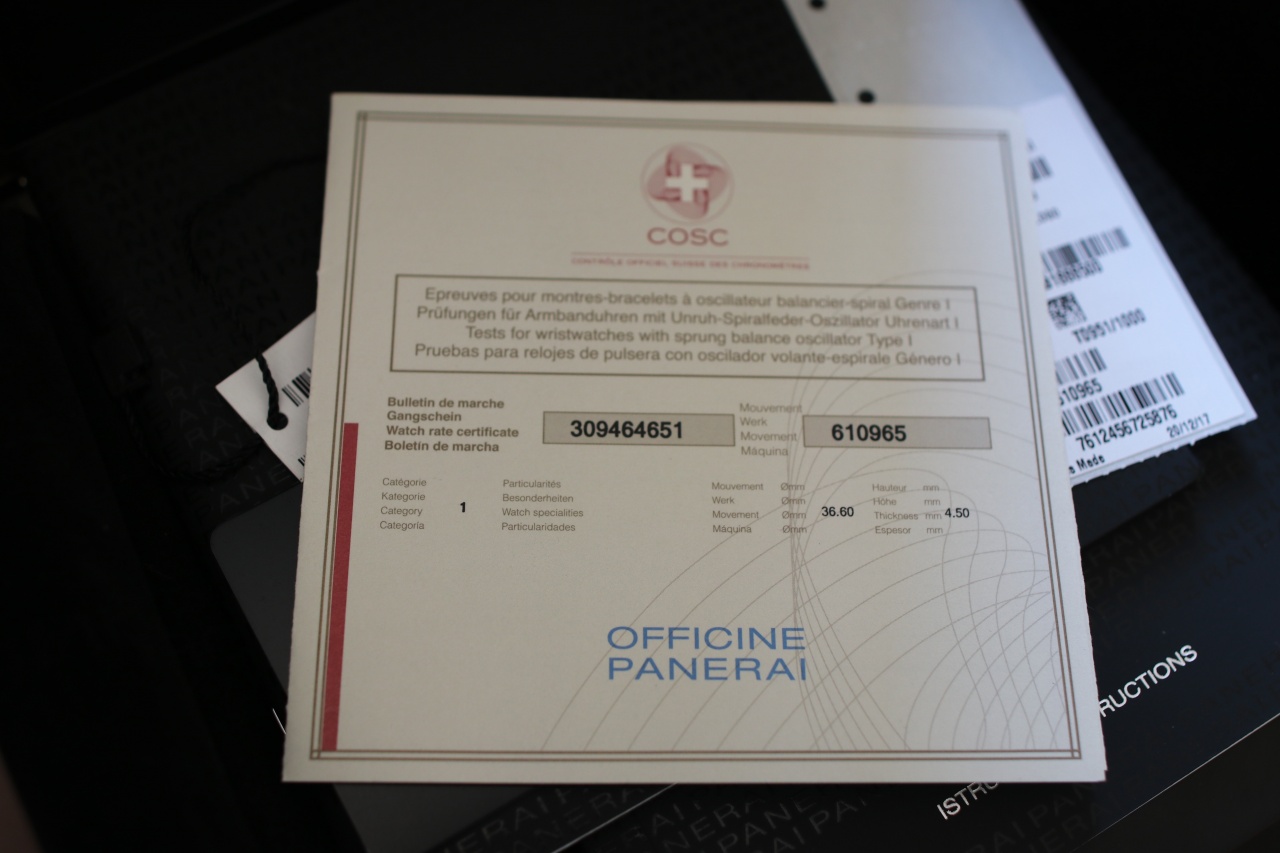 COSC
CONTRÔLE OFFICIEL SUISSE DES CHRONOMÈTRES
Epreuves pour montres-bracelets à oscillateur balancier-spiral Genre I
Prüfungen für Armbanduhren mit Unruh-Spiralfeder-Oszillator Uhrenart I
Tests for wristwatches with sprung balance oscillator Type I
Pruebas para relojes de pulsera con oscilador volante-espirale Género I
Bulletin de marche
Gangschein
Watch rate certificate
Boletín de marcha
309464651
Mouvement
Werk
Movement
Máquina
610965
Catégorie
Kategorie
Category
Categoría
1
Particularités
Besonderheiten
Watch specialities
Particularidades
Mouvement Ømm
Werk Ømm
Movement Ømm
Máquina Ømm
36.60
Hauteur mm
Höhe mm
Thickness mm
Espesor mm
4.50
OFFICINE
PANERAI
T0951/1000
610965
7612456725876
20/12/17
Made
RUCTIONS
ISTRU
PANERAI